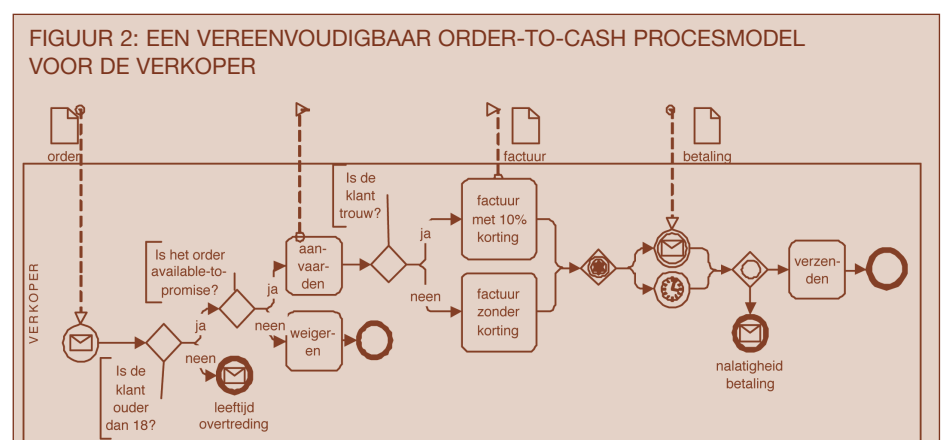 FIGUUR 2: EEN VEREENVOUDIGBAAR ORDER-TO-CASH PROCESMODEL
VOOR DE VERKOPER
order
factuur
betaling
VERKOPER
Is de
klant
ouder
dan 18?
ja
neen
leeftijd
overtreding
Is het order
available-to-
promise?
ja
neen
aan-
vaar-
den
weiger-
en
Is de
klant
trouw?
ja
neen
factuur
met 10%
korting
factuur
zonder
korting
nalatigheid
betaling
verzen-
den